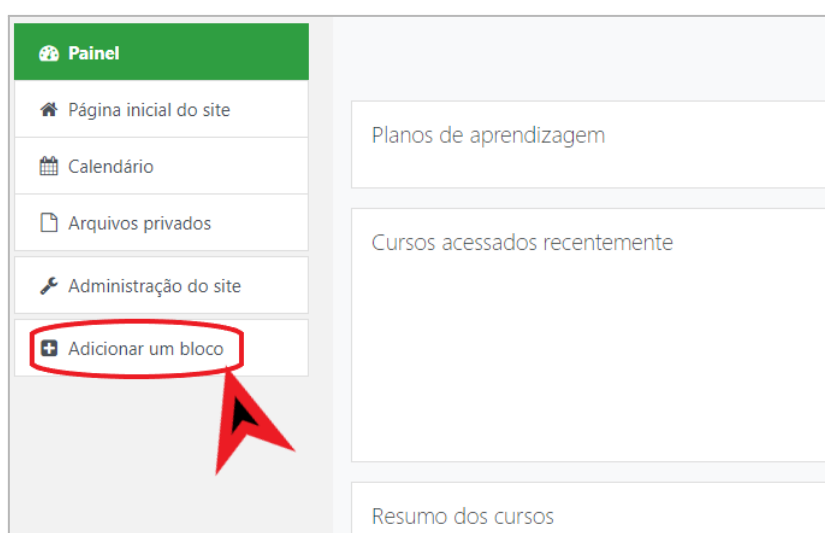 Painel
Página inicial do site
Calendário
Arquivos privados
Administração do site
Adicionar um bloco
Planos de aprendizagem
Cursos acessados recentemente
Resumo dos cursos